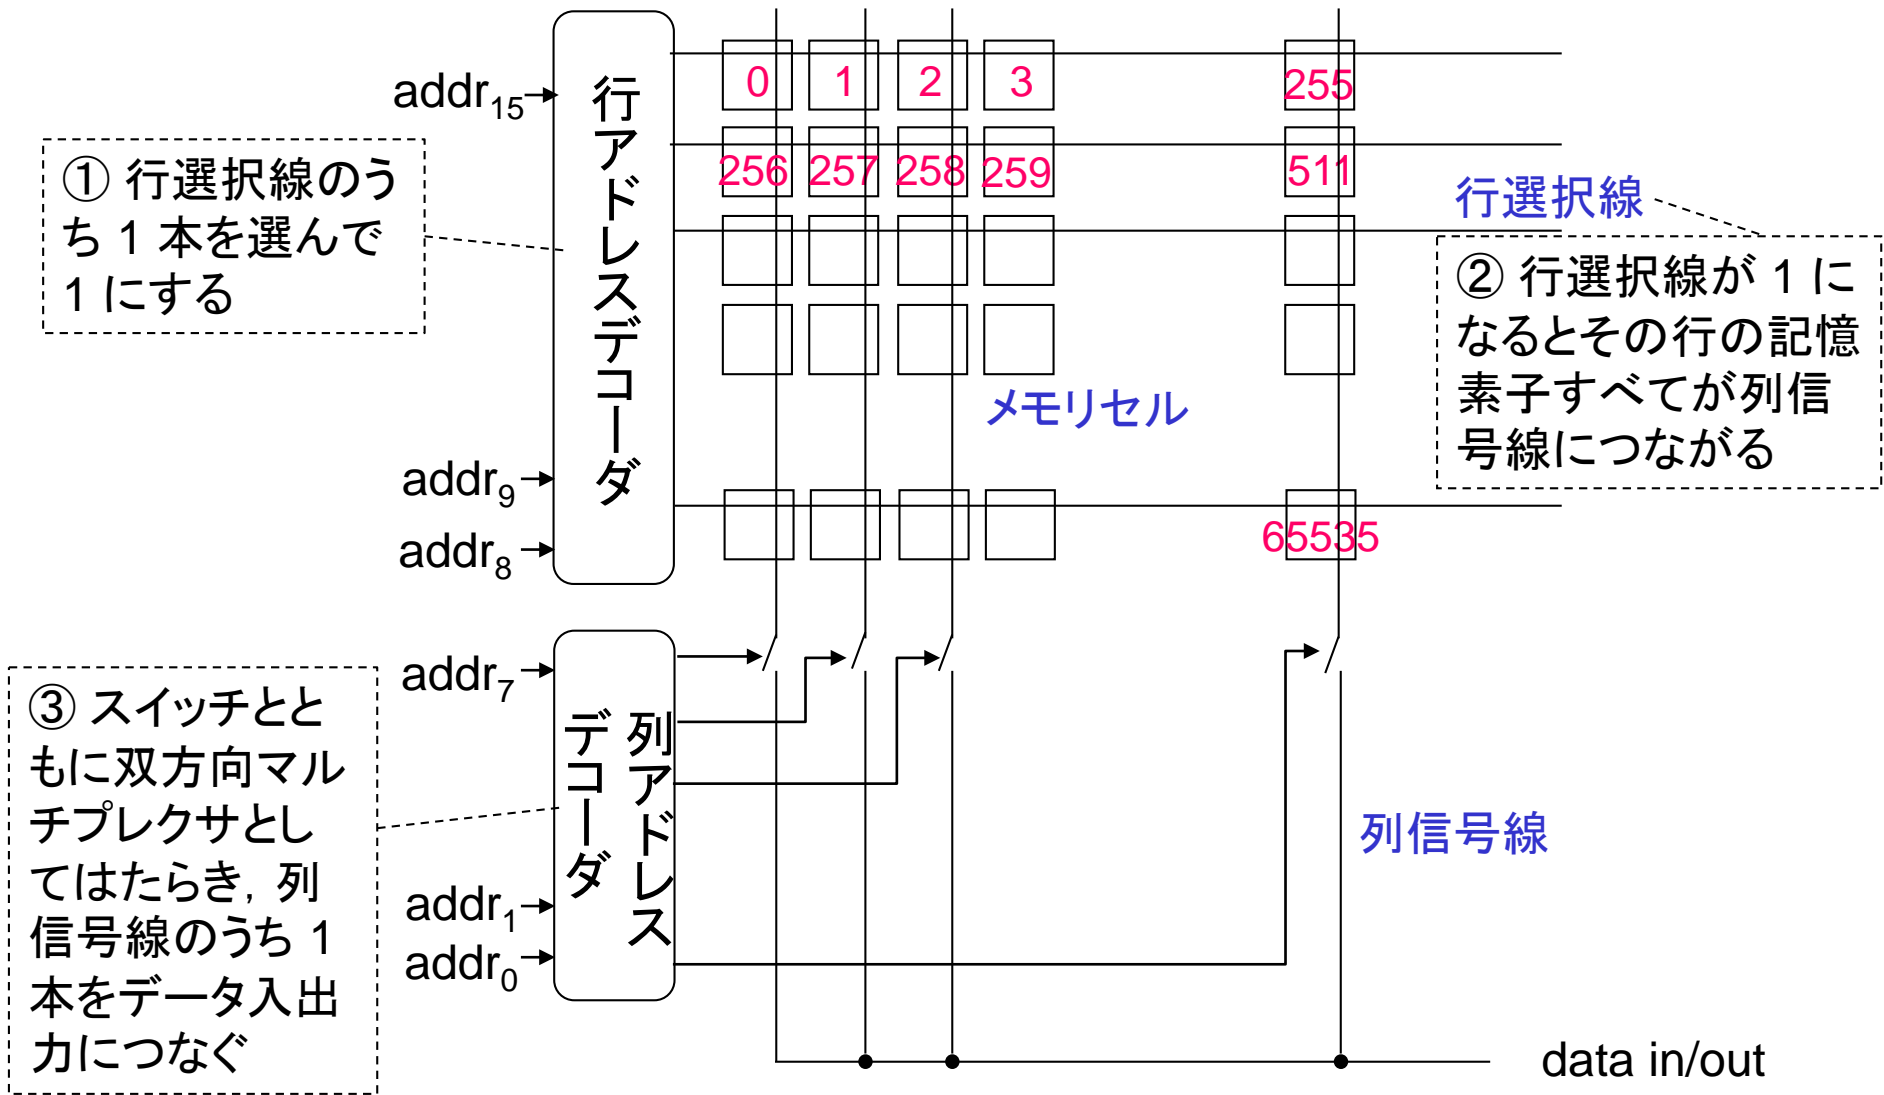 addr15
行アドレスデコーダ
0 1 2 3 255
256 257 258 259 511
① 行選択線のう
ち 1 本を選んで
1 にする
行選択線
② 行選択線が 1 に
なるとその行の記憶
素子すべてが列信
号線につながる
メモリセル
addr9
addr8
65535
addr7
列アドレス
デコーダ
③ スイッチとと
もに双方向マル
チプレクサとし
てはたらき, 列
信号線のうち 1
本をデータ入出
力につなぐ
列信号線
addr1
addr0
data in/out